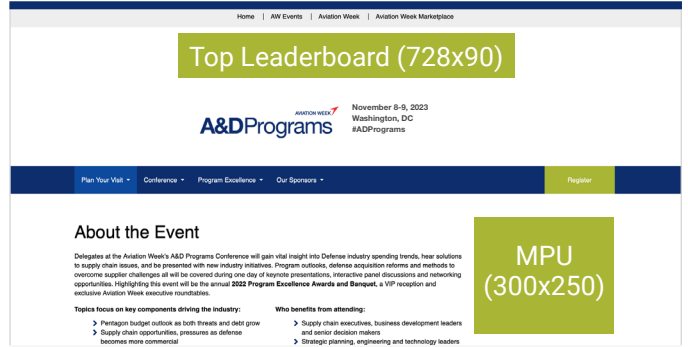 Home | AW Events | Aviation Week | Aviation Week Marketplace
Top Leaderboard (728x90)
AVIATION WEEK
A&DPrograms
November 8-9, 2023
Washington, DC
#ADPrograms
Plan Your Visit Conference Program Excellence Our Sponsors Register
About the Event
Delegates at the Aviation Week's A&D Programs Conference will gain vital insight into Defense industry spending trends, hear solutions
to supply chain issues, and be presented with new industry initiatives. Program outlooks, defense acquisition reforms and methods to
overcome supplier challenges all will be covered during one day of keynote presentations, interactive panel discussions and networking
opportunities. Highlighting this event will be the annual 2022 Program Excellence Awards and Banquet, a VIP reception and
exclusive Aviation Week executive roundtables.
MPU
(300x250)
Topics focus on key components driving the industry:
Pentagon budget outlook as both threats and debt grow
Supply chain opportunities, pressures as defense
becomes more commercial
Who benefits from attending:
Supply chain executives, business development leaders
and senior decision makers
Strategic planning, engineering and technology leaders